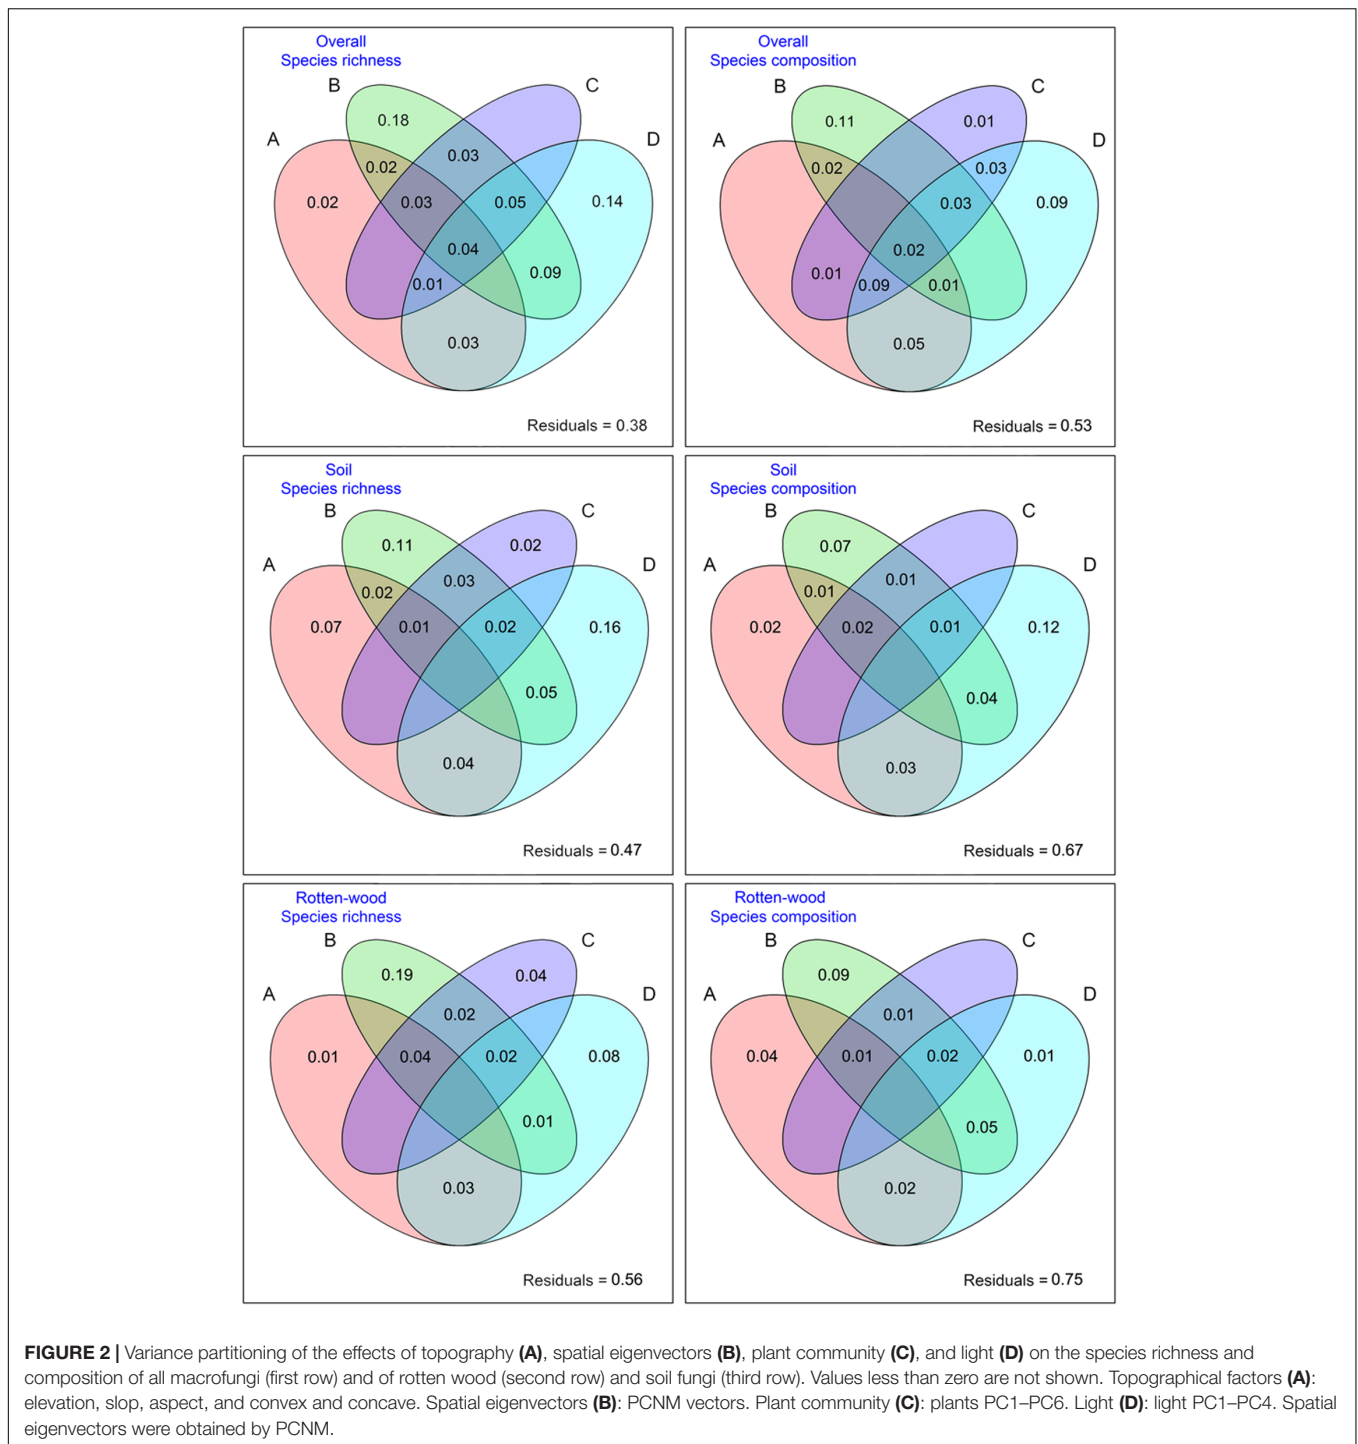 Overall
Species richness
B
C
A
D
0.18
0.03
0.02
0.02
0.03
0.05
0.14
0.04
0.09
0.01
0.03
Residuals = 0.38
Overall
Species composition
B
C
A
D
0.11
0.01
0.02
0.03
0.03
0.09
0.02
0.01
0.09
0.01
0.05
Residuals = 0.53
Soil
Species richness
B
C
A
D
0.11
0.02
0.03
0.02
0.07
0.01
0.02
0.16
0.05
0.04
Residuals = 0.47
Soil
Species composition
B
C
A
D
0.07
0.01
0.01
0.02
0.02
0.01
0.12
0.04
0.03
Residuals = 0.67
Rotten-wood
Species richness
B
C
A
D
0.19
0.04
0.02
0.01
0.04
0.02
0.08
0.01
0.03
Residuals = 0.56
Rotten-wood
Species composition
B
C
A
D
0.09
0.01
0.04
0.01
0.02
0.01
0.05
0.02
Residuals = 0.75
FIGURE 2 | Variance partitioning of the effects of topography (A), spatial eigenvectors (B), plant community (C), and light (D) on the species richness and
composition of all macrofungi (first row) and of rotten wood (second row) and soil fungi (third row). Values less than zero are not shown. Topographical factors (A):
elevation, slop, aspect, and convex and concave. Spatial eigenvectors (B): PCNM vectors. Plant community (C): plants PC1–PC6. Light (D): light PC1–PC4. Spatial
eigenvectors were obtained by PCNM.